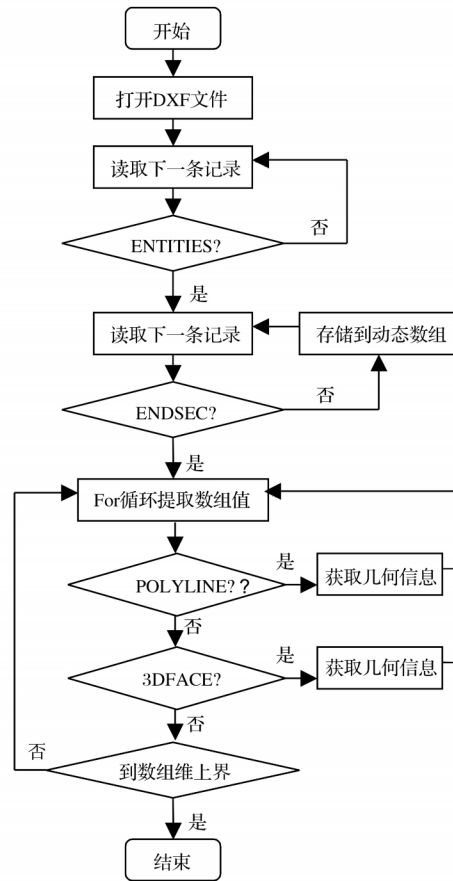 开始
打开DXF文件
读取下一条记录
否
ENTITIES?
是
读取下一条记录
存储到动态数组
否
ENDSEC?
是
For循环提取数组值
是
POLYLINE??
获取几何信息
否
是
3DFACE?
获取几何信息
否
否
到数组维上界
是
结束